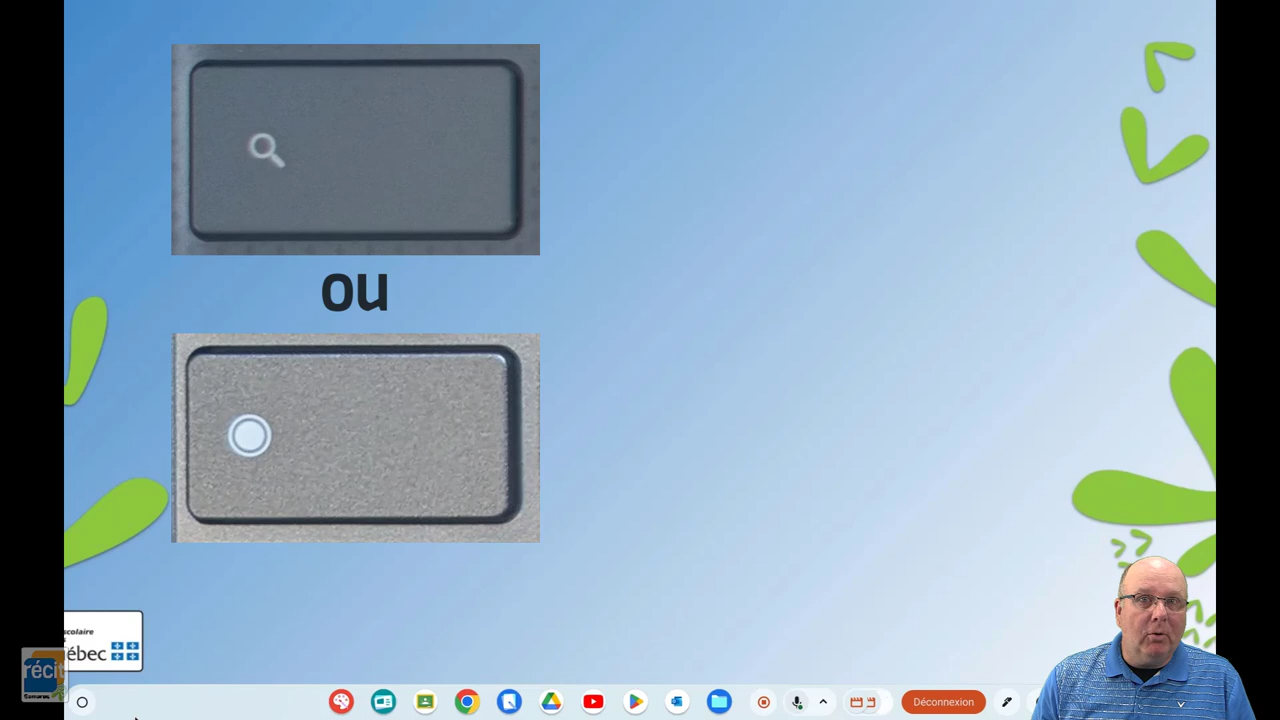 ou
scolaire
ébec
récit
Déconnexion